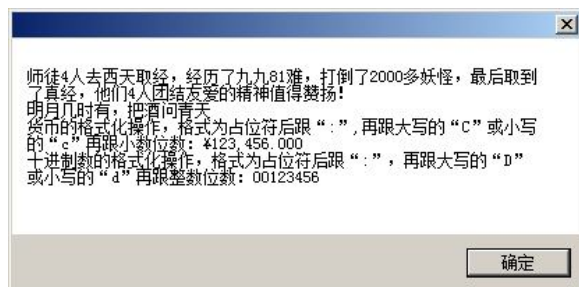 师徒4人去西天取经，经历了九九81难，打倒了2000多妖怪，最后取到
了真经，他们4人团结友爱的精神值得赞扬！
明月几时有，把酒问青天
货币的格式化操作，格式为占位符后跟“:”,再跟大写的“C”或小写
的“c”再跟小数位数：¥123,456.000
十进制数的格式化操作，格式为占位符后跟“:”，再跟大写的“D”
或小写的“d”再跟整数位数：00123456
确定